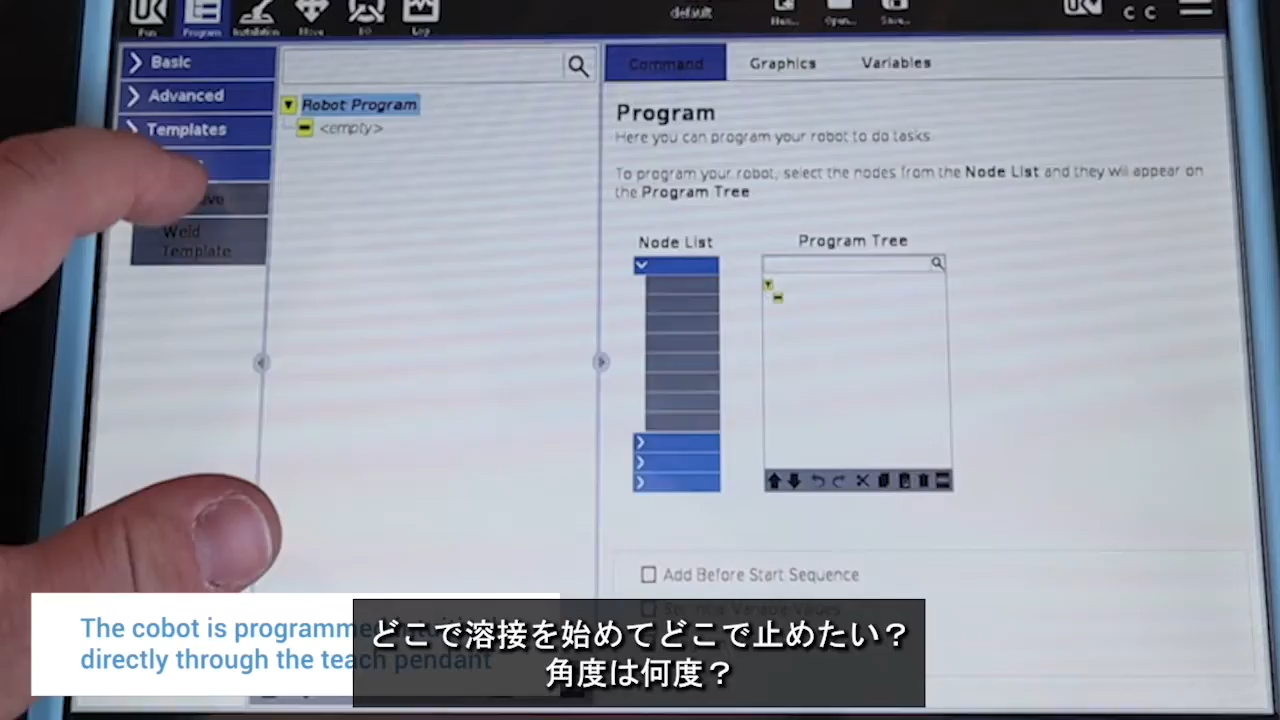 Run
Program
Installation
Move
I/O
Log
default
New...
Open...
Save...
C C
Basic
Advanced
Templates
Weld
Template
Robot Program
<empty>
Command
Graphics
Variables
Program
Here you can program your robot to do tasks.
To program your robot, select the nodes from the Node List and they will appear on
the Program Tree
Node List
Program Tree
Add Before Start Sequence
The cobot is programmed
directly through the teach pendant
どこで溶接を始めてどこで止めたい？
角度は何度？